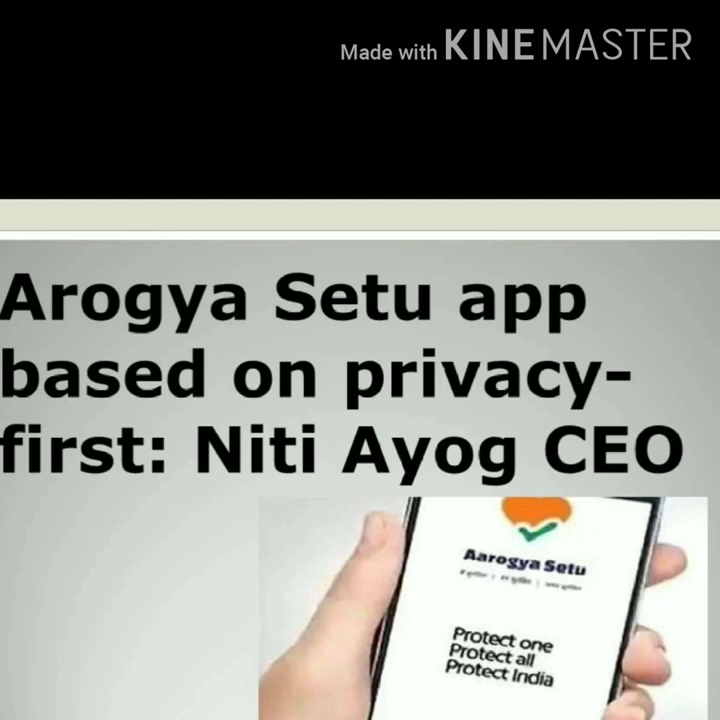 Made with KINEMASTER
Arogya Setu app
based on privacy-
first: Niti Ayog CEO
Aarogya Setu
Protect one
Protect all
Protect India